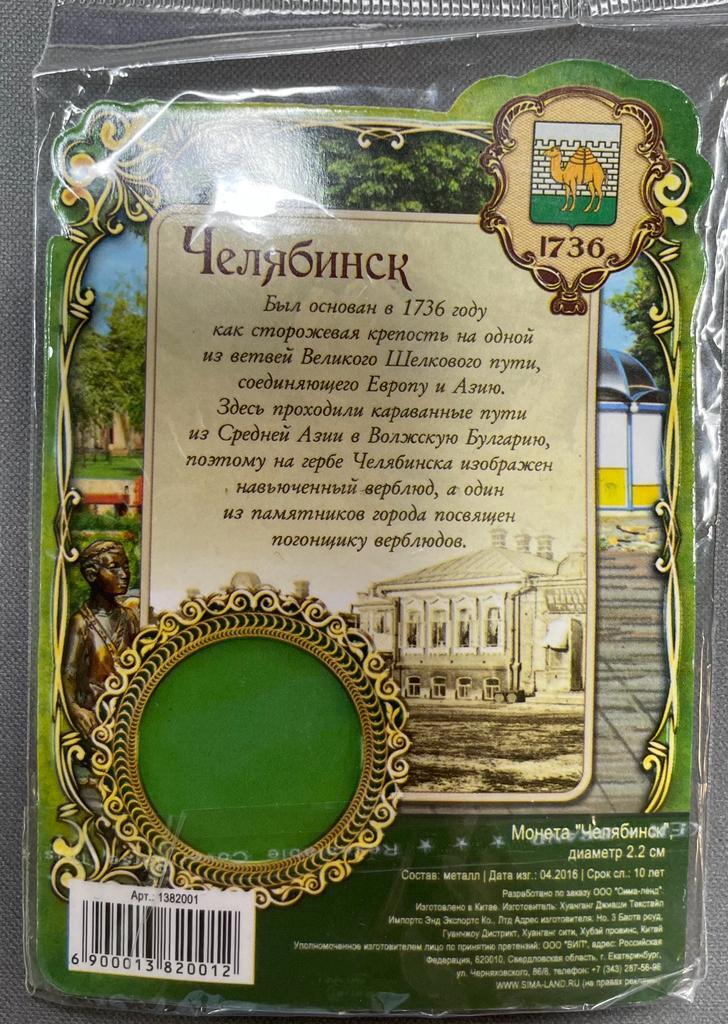 1736
Челябинск
Был основан в 1736 году
как сторожевая крепость на одной
из ветвей Великого Шелкового пути,
соединяющего Европу и Азию.
Здесь проходили караванные пути
из Средней Азии в Волжскую Булгарию,
поэтому на гербе Челябинска изображен
навьюченный верблюд, а один
из памятников города посвящен
погонщику верблюдов.
Монета "Челябинск",
диаметр 2.2 см
Состав: металл | Дата изг.: 04.2016 | Срок сл.: 10 лет
Разработано по заказу ООО "Сима-ленд".
Изготовлено в Китае. Изготовитель: Хуанганг Джиаши Текстайл
Импортс Энд Экспортс Ко., Лтд Адрес изготовителя: Но. 3 Баота роуд,
Гуанчжоу Дистрикт, Хуанганг сити, Хубэй провинс, Китай
Уполномоченное изготовителем лицо по принятию претензий: ООО "ВИП", адрес: Российская
Федерация, 620010, Свердловская область, г. Екатеринбург,
ул. Черняховского, 86/8, телефон: +7 (343) 287-56-96
WWW.SIMA-LAND.RU (на правах рекламы)
Арт.: 1382001
6 900013 820012